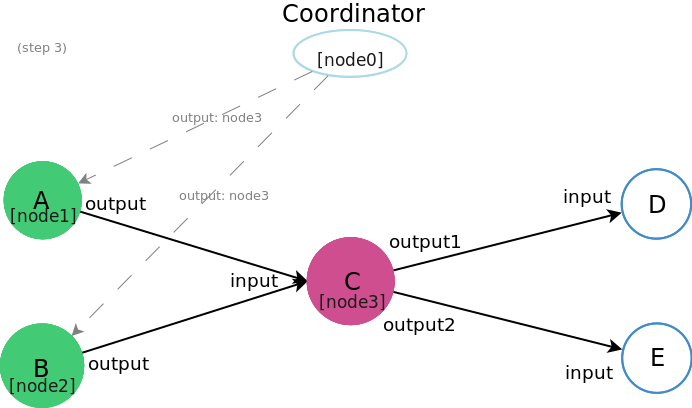 Coordinator
(step 3)
[node0]
output: node3
output: node3
A
[node1]
output
input
D
output1
input
C
[node3]
output2
B
[node2]
output
E
input